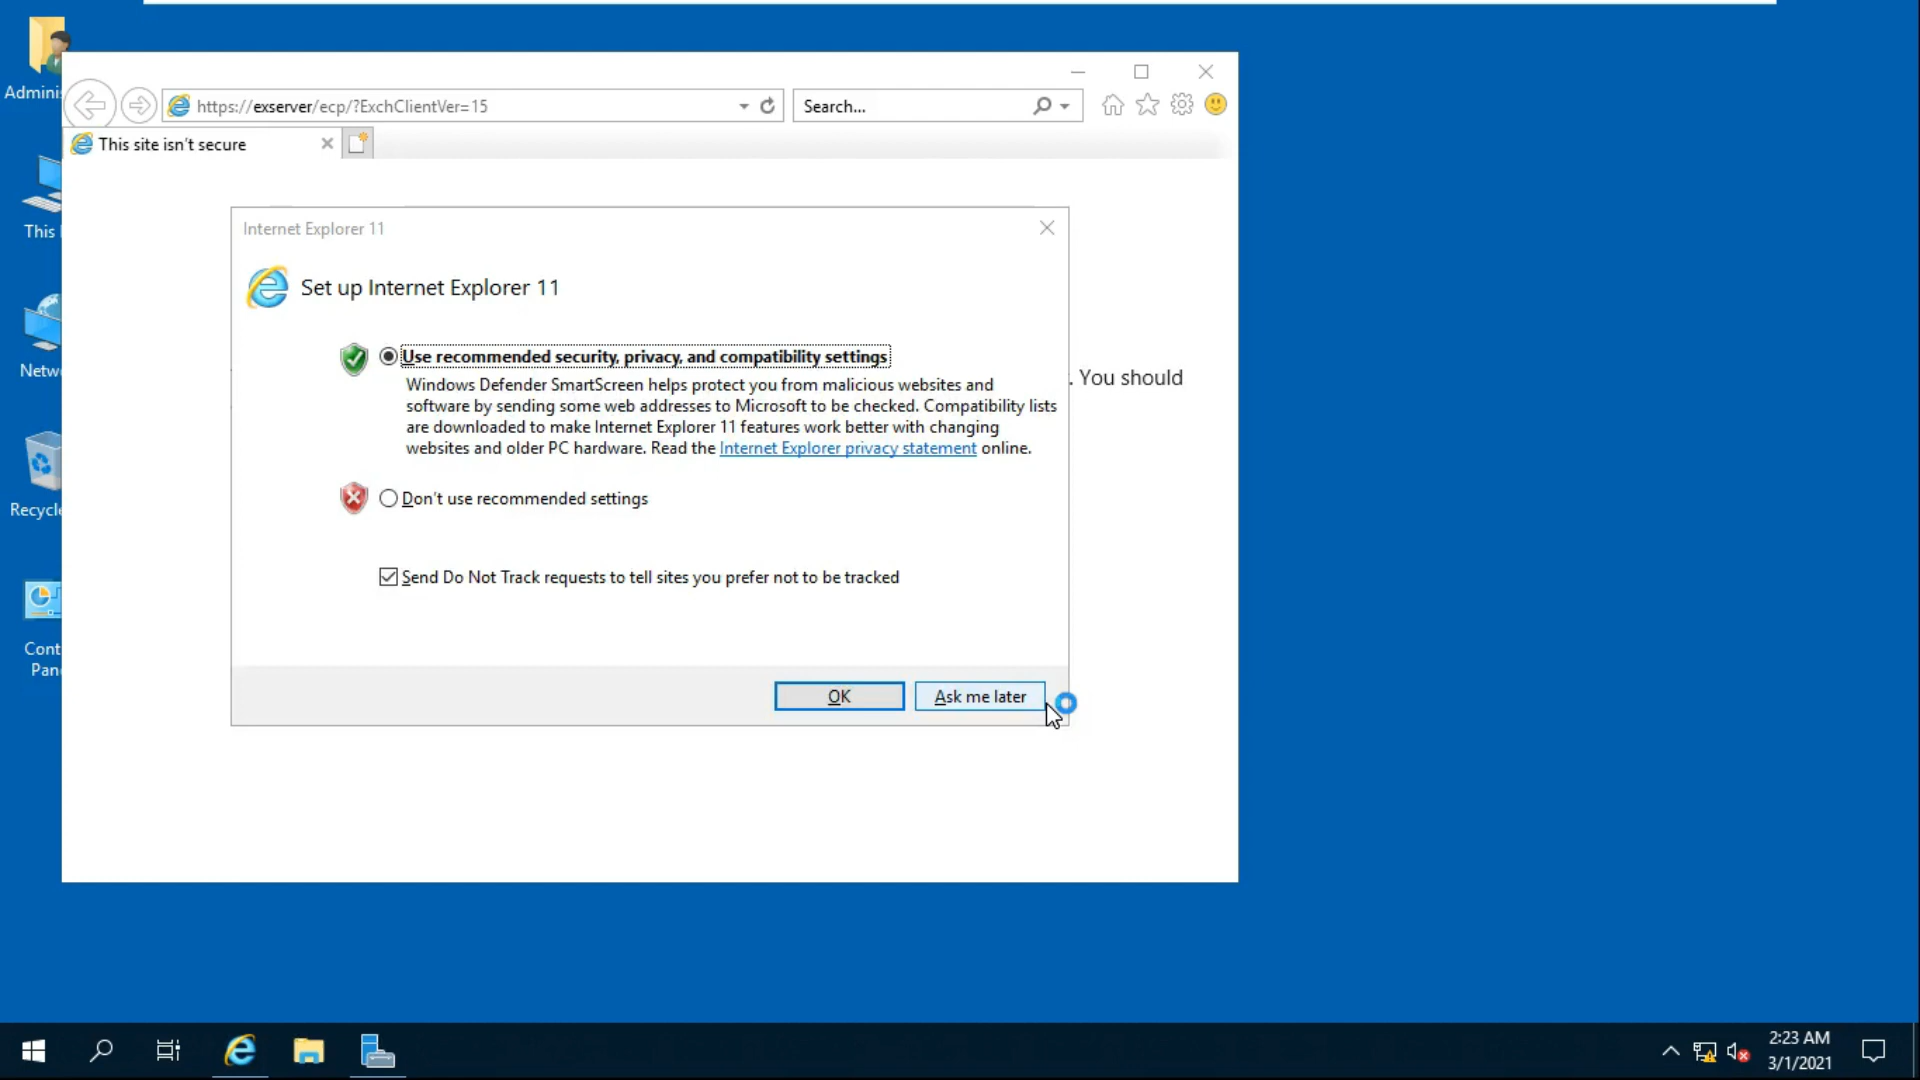 Adminis
https://exserver/ecp/?ExchClientVer=15
Search...
This site isn't secure
This
Internet Explorer 11
Set up Internet Explorer 11
Use recommended security, privacy, and compatibility settings
. You should
Windows Defender SmartScreen helps protect you from malicious websites and
software by sending some web addresses to Microsoft to be checked. Compatibility lists
are downloaded to make Internet Explorer 11 features work better with changing
websites and older PC hardware. Read the Internet Explorer privacy statement online.
Netw
Don't use recommended settings
Recycle
Send Do Not Track requests to tell sites you prefer not to be tracked
Cont
Pane
OK
Ask me later
2:23 AM
3/1/2021